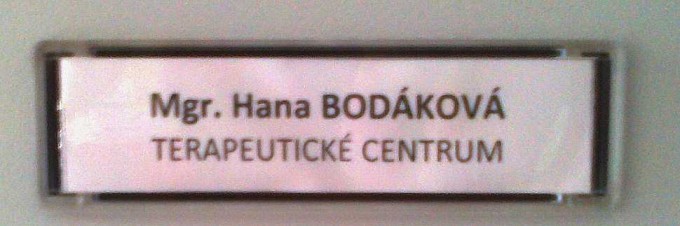 Mgr. Hana BODÁKOVÁ
TERAPEUTICKÉ CENTRUM